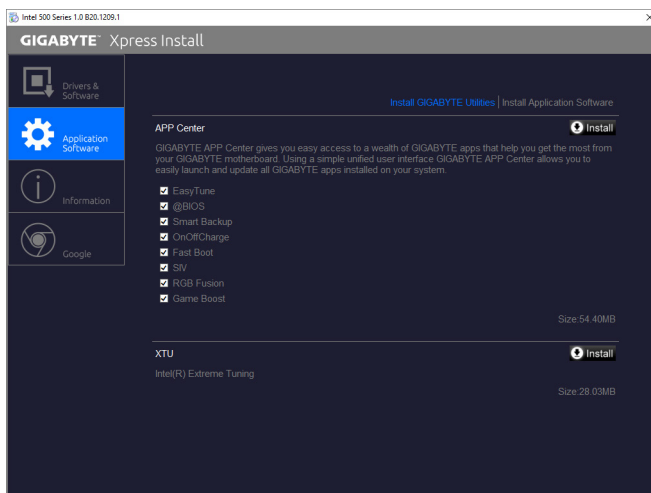 Intel 500 Series 1.0 B20.1209.1
GIGABYTE™ Xpress Install
Drivers &
Software
Application
Software
Information
Google
Install GIGABYTE Utilities | Install Application Software
APP Center
Install
GIGABYTE APP Center gives you easy access to a wealth of GIGABYTE apps that help you get the most from
your GIGABYTE motherboard. Using a simple unified user interface GIGABYTE APP Center allows you to
easily launch and update all GIGABYTE apps installed on your system.
EasyTune
@BIOS
Smart Backup
OnOffCharge
Fast Boot
SIV
RGB Fusion
Game Boost
Size:54.40MB
XTU
Install
Intel(R) Extreme Tuning
Size:28.03MB